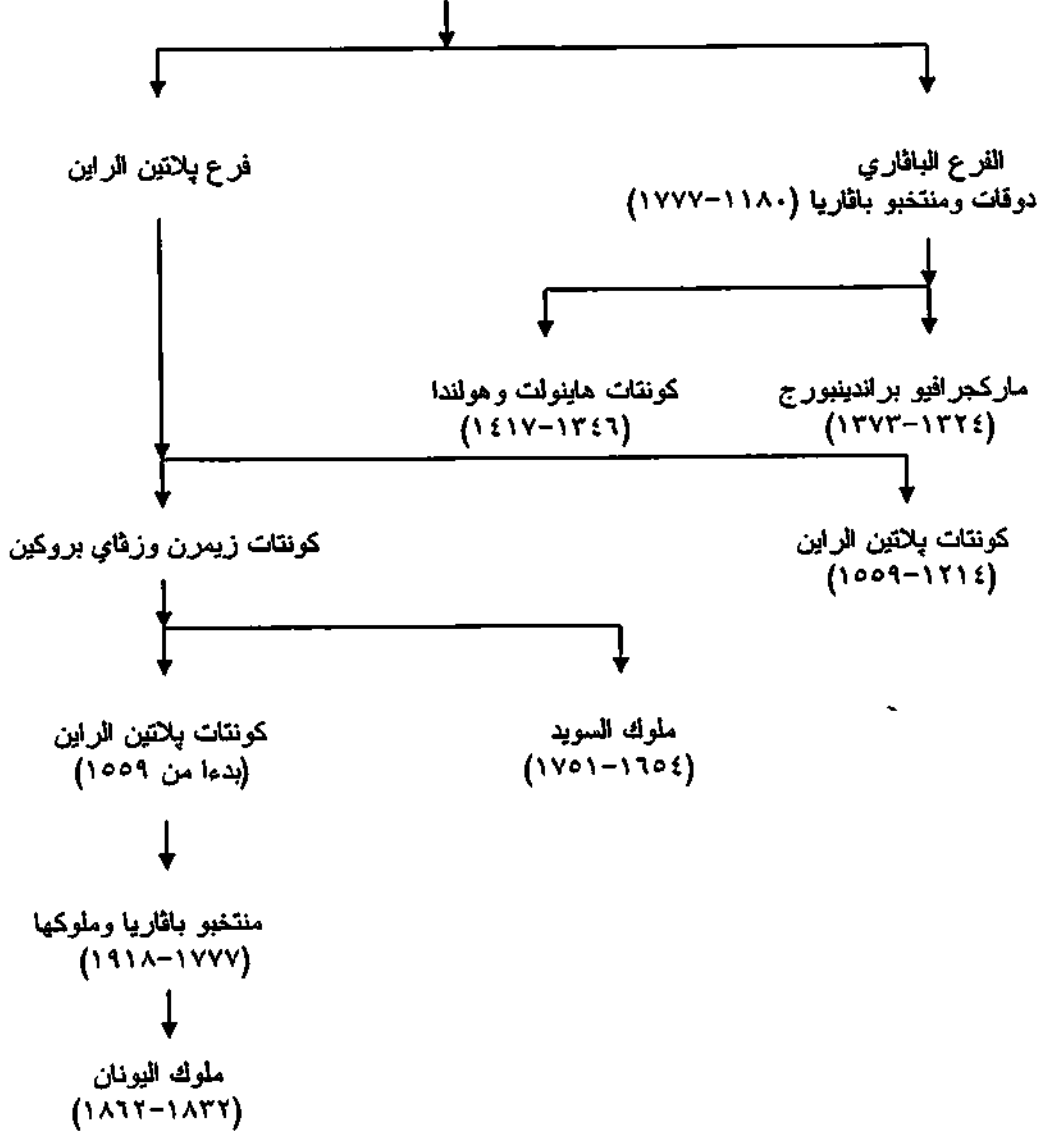 الفرع الباڤاري
دوقات ومنتخبو باڤاريا (١١٨٠-١٧٧٧)
فرع پلاتين الراين
ماركجرافيو براندينبورج
(١٣٢٤-١٣٧٣)
كونتات هاينولت وهولندا
(١٣٤٦-١٤١٧)
كونتات پلاتين الراين
(١٢١٤-١٥٥٩)
كونتات زيمرن وزڤاي بروكين
ملوك السويد
(١٦٥٤-١٧٥١)
كونتات پلاتين الراين
(بدءا من ١٥٥٩)
منتخبو باڤاريا وملوكها
(١٧٧٧-١٩١٨)
ملوك اليونان
(١٨٣٢-١٨٦٢)